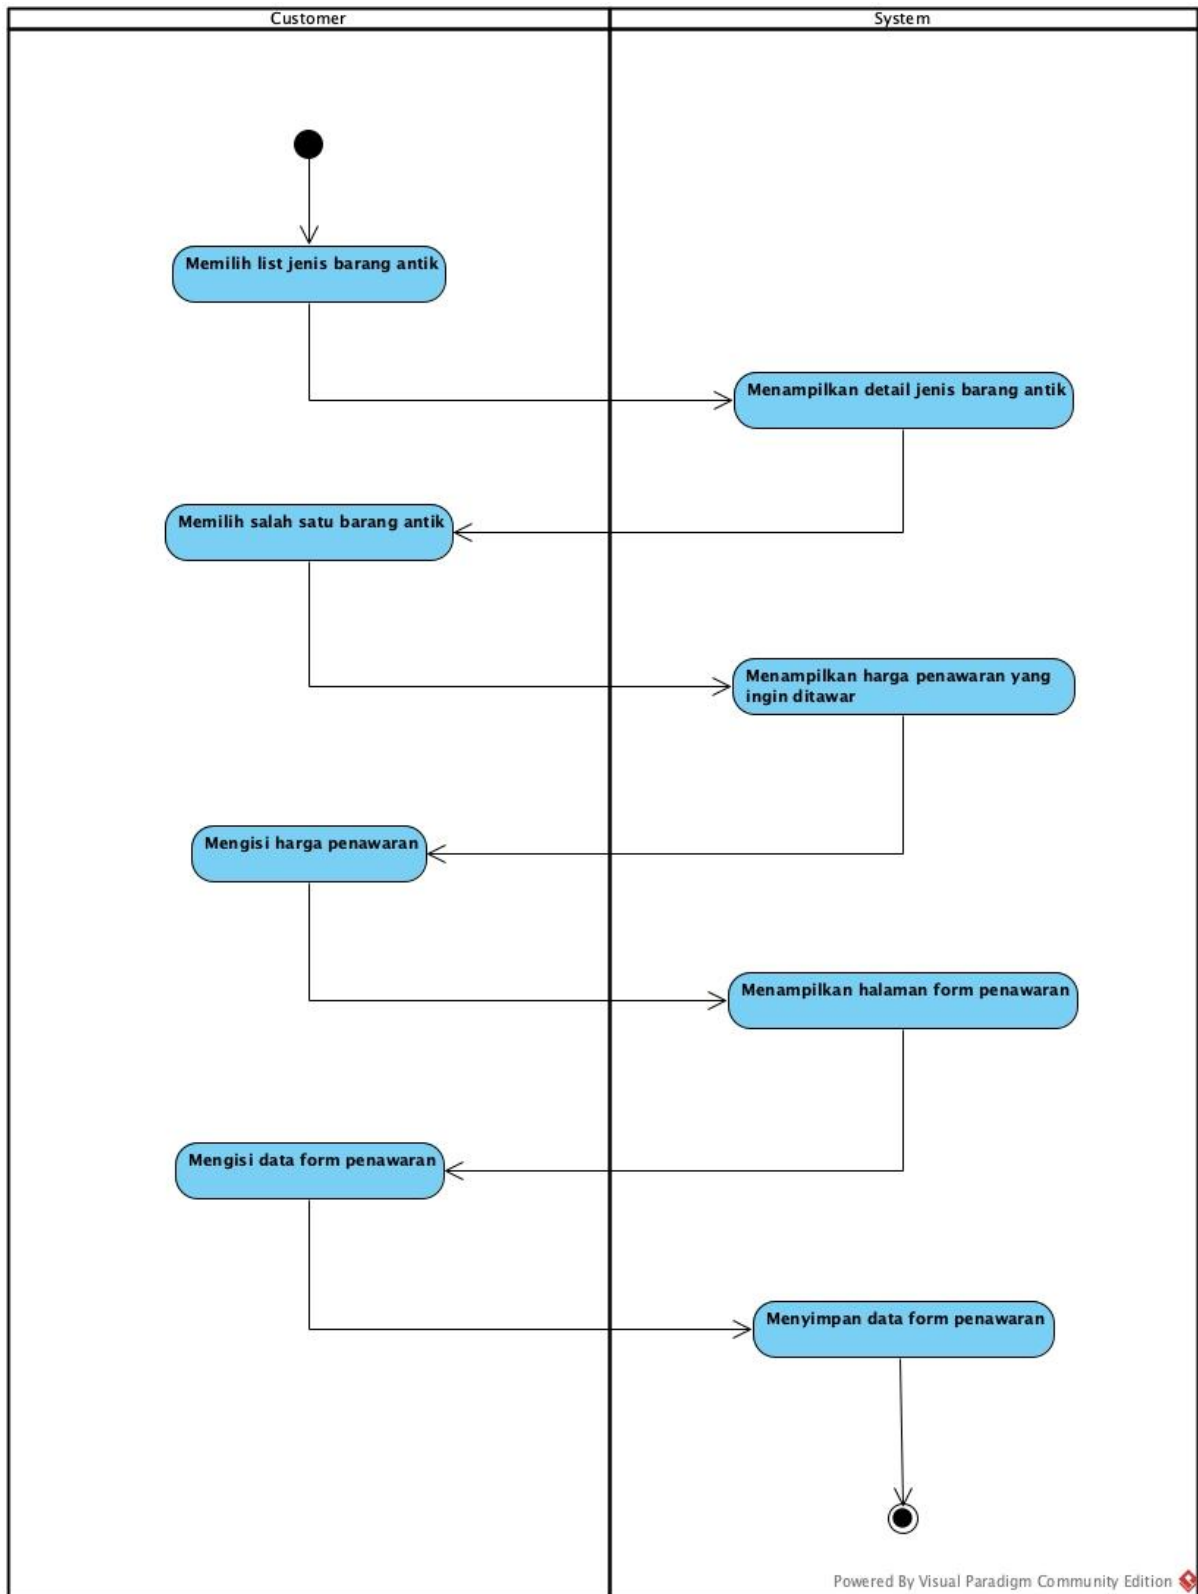 Customer
System
Memilih list jenis barang antik
Menampilkan detail jenis barang antik
Memilih salah satu barang antik
Menampilkan harga penawaran yang
ingin ditawar
Mengisi harga penawaran
Menampilkan halaman form penawaran
Mengisi data form penawaran
Menyimpan data form penawaran
Powered By Visual Paradigm Community Edition